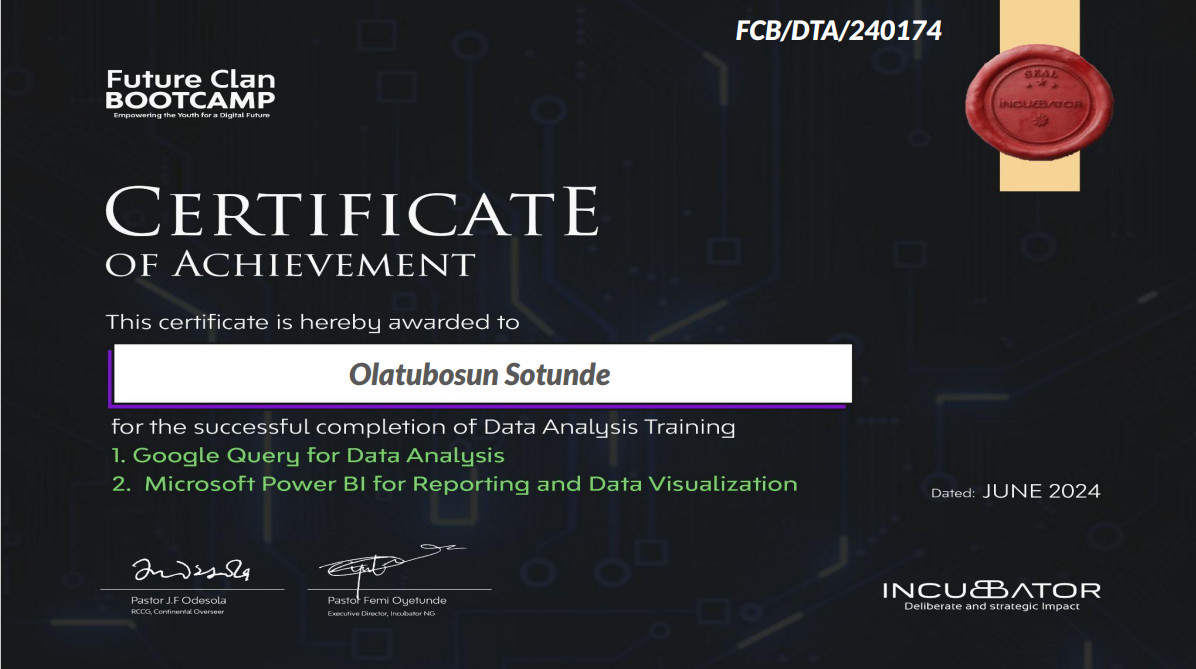 FCB/DTA/240174
SEAL
INCUBATOR
Future Clan
BOOTCAMP
Empowering the Youth for a Digital Future
CERTIFICATE
OF ACHIEVEMENT
This certificate is hereby awarded to
Olatubosun Sotunde
for the successful completion of Data Analysis Training
1. Google Query for Data Analysis
2. Microsoft Power BI for Reporting and Data Visualization
Dated: JUNE 2024
Pastor J.F Odesola
RCCG, Continental Overseer
Pastor Femi Oyetunde
Executive Director, Incubator NG
INCUBATOR
Deliberate and strategic Impact